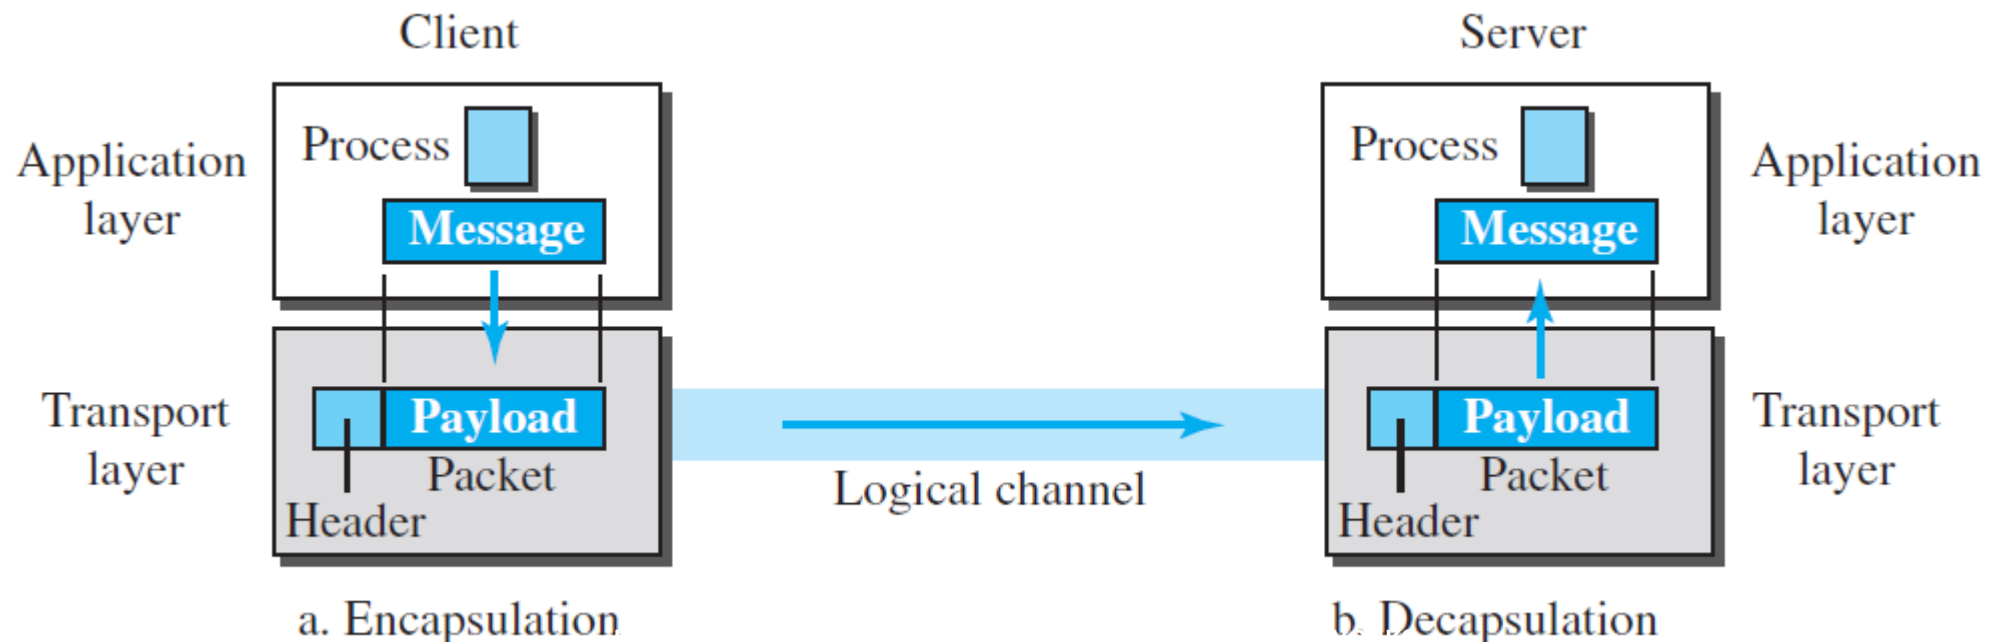 Client
Server
Process
Process
Application
layer
Application
layer
Message
Message
Transport
layer
Payload
Payload
Transport
layer
Packet
Packet
Logical channel
Header
Header
a. Encapsulation
b. Decapsulation